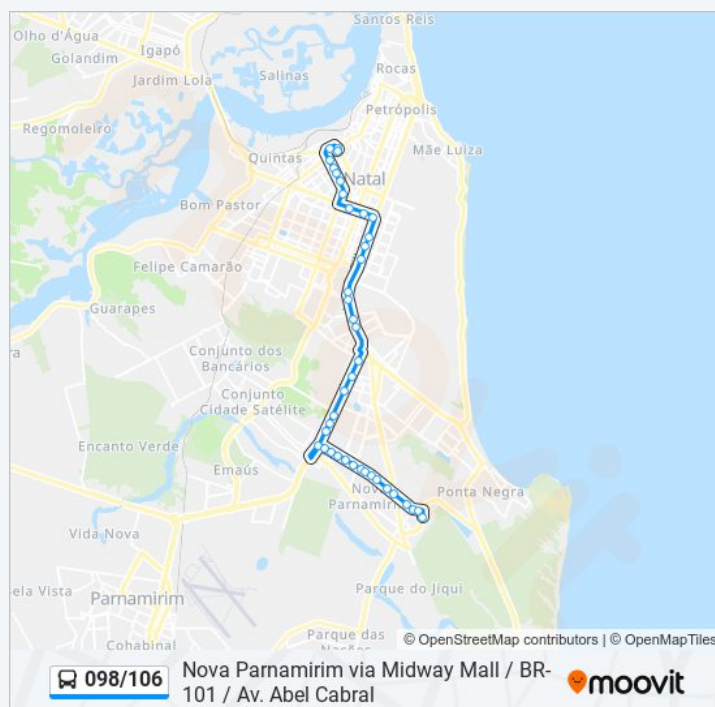 Santos Reis
Olho d'Água
Igapó
Golandim
Salinas
Rocas
Jardim Lola
Petrópolis
Regomoleiro
Mãe Luiza
Quintas
Natal
Bom Pastor
Felipe Camarão
Guarapes
Conjunto dos
Bancários
Conjunto
Cidade Satélite
Encanto Verde
Emaús
Ponta Negra
Nova
Parnamirim
Vida Nova
Parque do Jiqui
Parnamirim
Parque das
Cohabinal
© OpenStreetMap contributors | © OpenMapTiles
098/106
Nova Parnamirim via Midway Mall / BR-
101 / Av. Abel Cabral
moovit